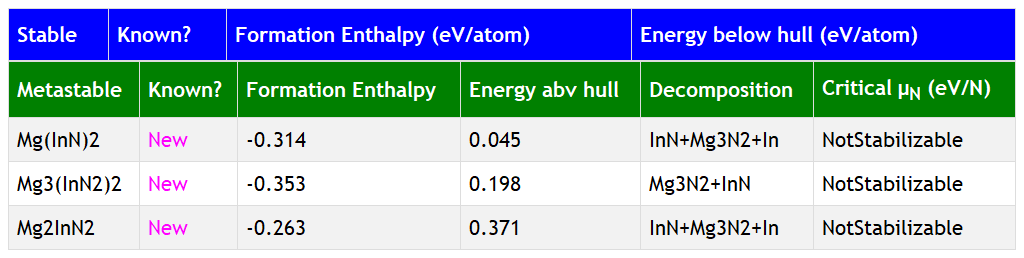 Stable Known? Formation Enthalpy (eV/atom) Energy below hull (eV/atom)
Metastable Known? Formation Enthalpy Energy abv hull Decomposition Critical μN (eV/N)
Mg(InN)2 New -0.314 0.045 InN+Mg3N2+In NotStabilizable
Mg3(InN2)2 New -0.353 0.198 Mg3N2+InN NotStabilizable
Mg2InN2 New -0.263 0.371 InN+Mg3N2+In NotStabilizable